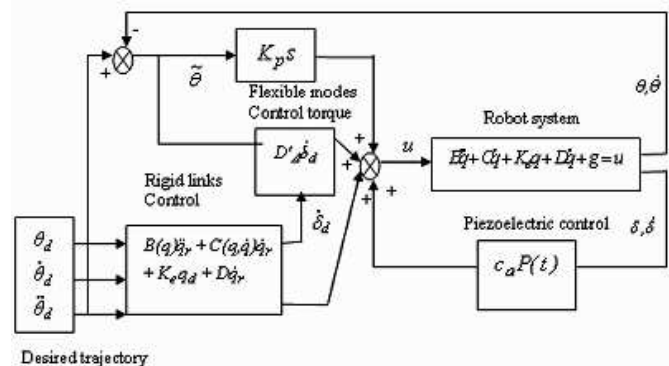 -
+
θ̃
K_p s
θ, θ̇
Flexible modes
Control torque
Robot system
+
+
+
+
u
D'_A δ̇_d
Bq̈ + Cq̇ + K_e q + Dq̇ + g = u
Rigid links
Control
Piezoelectric control
δ, δ̇
δ̇_d
θ_d
θ̇_d
θ̈_d
B(q)q̈_r + C(q,q̇)q̇_r
+ K_e q_d + Dq̇_r
c_a P(t)
Desired trajectory